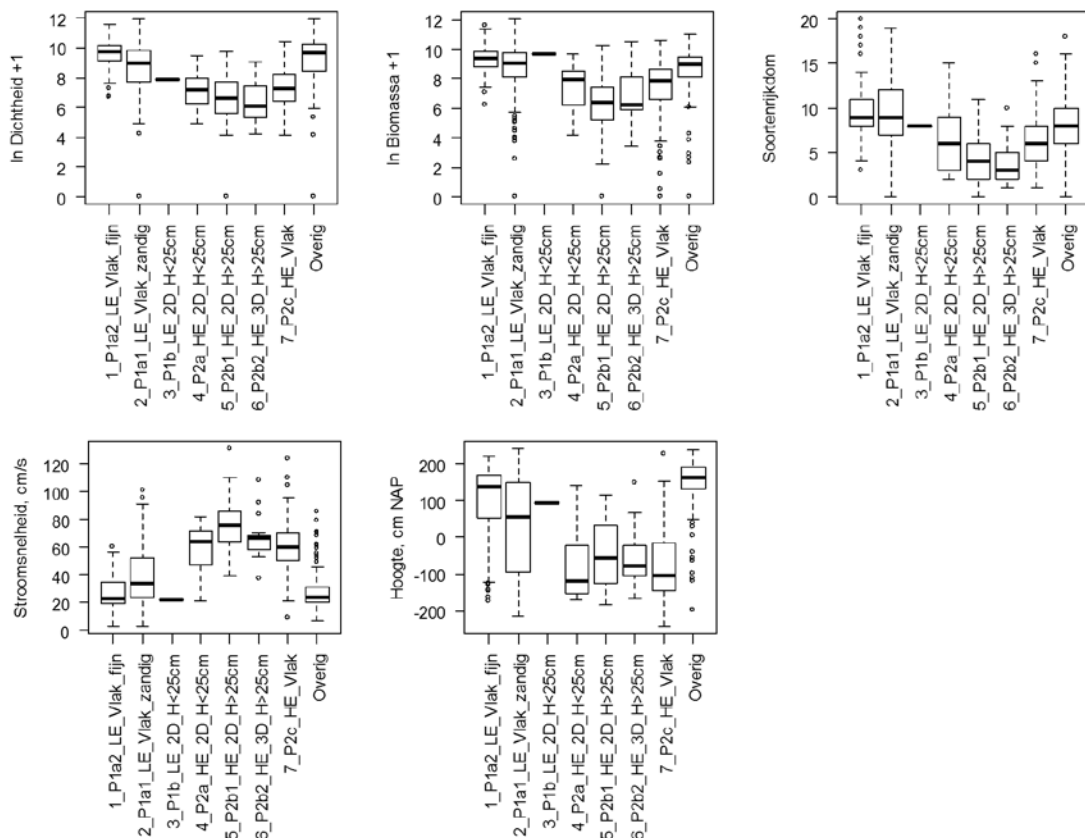 ln Dichtheid +1
12
10
8
6
4
2
0
1_P1a2_LE_Vlak_fijn
2_P1a1_LE_Vlak_zandig
3_P1b_LE_2D_H<25cm
4_P2a_HE_2D_H<25cm
5_P2b1_HE_2D_H>25cm
6_P2b2_HE_3D_H>25cm
7_P2c_HE_Vlak
Overig
ln Biomassa +1
12
10
8
6
4
2
0
1_P1a2_LE_Vlak_fijn
2_P1a1_LE_Vlak_zandig
3_P1b_LE_2D_H<25cm
4_P2a_HE_2D_H<25cm
5_P2b1_HE_2D_H>25cm
6_P2b2_HE_3D_H>25cm
7_P2c_HE_Vlak
Overig
Soortenrijkdom
20
15
10
5
0
1_P1a2_LE_Vlak_fijn
2_P1a1_LE_Vlak_zandig
3_P1b_LE_2D_H<25cm
4_P2a_HE_2D_H<25cm
5_P2b1_HE_2D_H>25cm
6_P2b2_HE_3D_H>25cm
7_P2c_HE_Vlak
Overig
Stroomsnelheid, cm/s
120
100
80
60
40
20
0
1_P1a2_LE_Vlak_fijn
2_P1a1_LE_Vlak_zandig
3_P1b_LE_2D_H<25cm
4_P2a_HE_2D_H<25cm
5_P2b1_HE_2D_H>25cm
6_P2b2_HE_3D_H>25cm
7_P2c_HE_Vlak
Overig
Hoogte, cm NAP
200
100
0
-100
-200
1_P1a2_LE_Vlak_fijn
2_P1a1_LE_Vlak_zandig
3_P1b_LE_2D_H<25cm
4_P2a_HE_2D_H<25cm
5_P2b1_HE_2D_H>25cm
6_P2b2_HE_3D_H>25cm
7_P2c_HE_Vlak
Overig